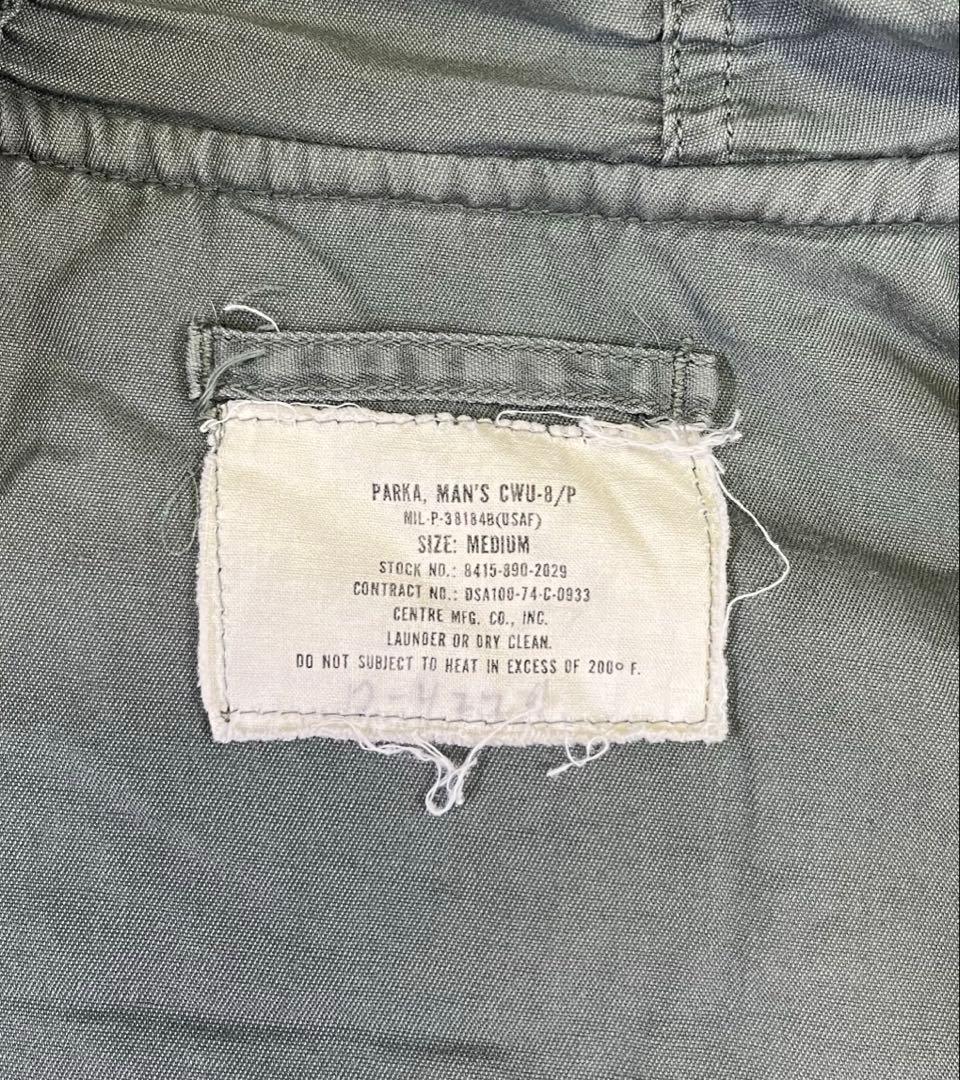 PARKA, MAN'S CWU-8/P
MIL-P-38184B(USAF)
SIZE: MEDIUM
STOCK NO.: 8415-890-2029
CONTRACT NO.: DSA100-74-C-0933
CENTRE MFG. CO., INC.
LAUNDER OR DRY CLEAN.
DO NOT SUBJECT TO HEAT IN EXCESS OF 200° F.